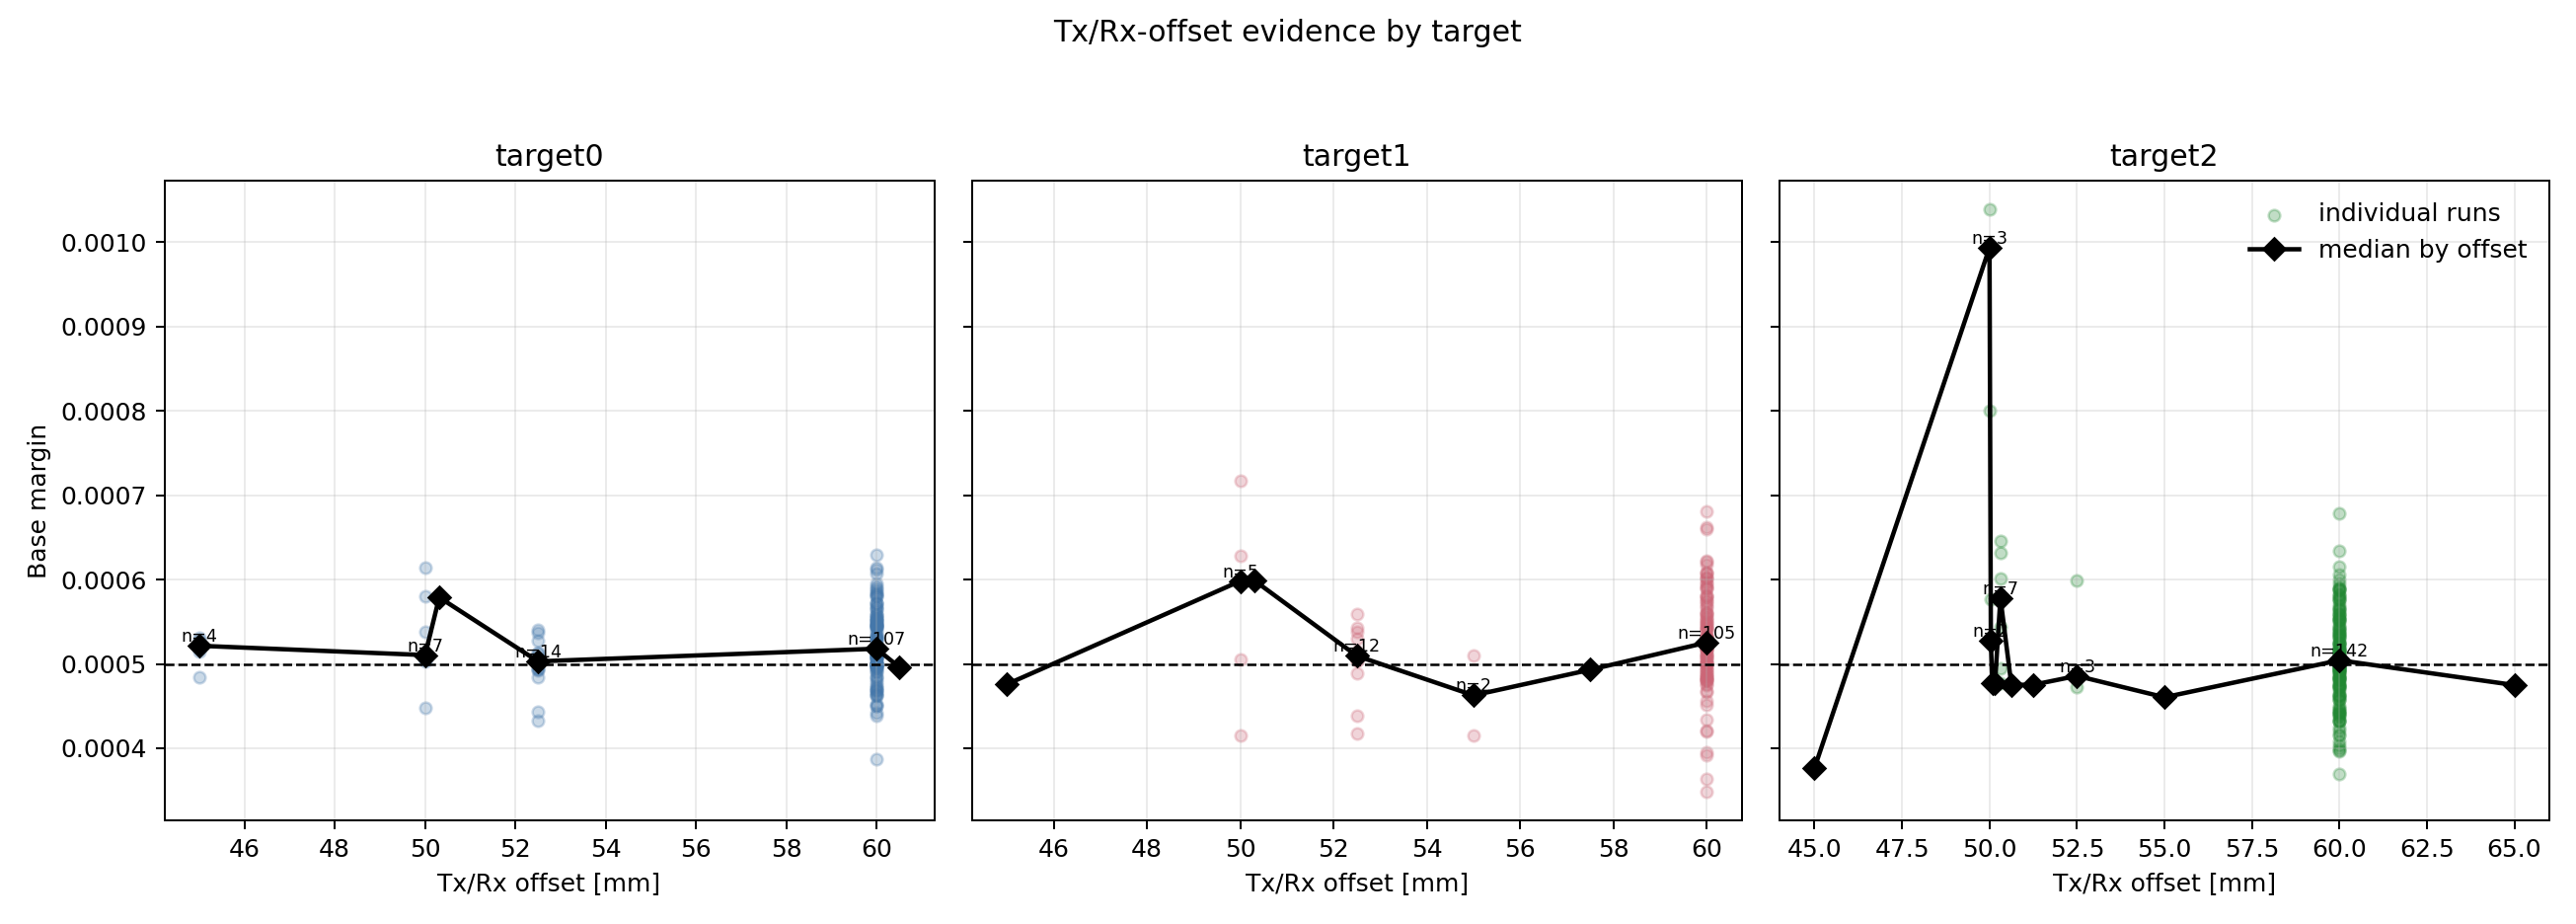 Tx/Rx-offset evidence by target
target0
target1
target2
Base margin
0.0010
0.0009
0.0008
0.0007
0.0006
0.0005
0.0004
n=4
n=7
n=14
n=107
46
48
50
52
54
56
58
60
Tx/Rx offset [mm]
n=5
n=12
n=2
n=105
46
48
50
52
54
56
58
60
Tx/Rx offset [mm]
individual runs
median by offset
n=3
n=7
n=3
n=142
45.0
47.5
50.0
52.5
55.0
57.5
60.0
62.5
65.0
Tx/Rx offset [mm]